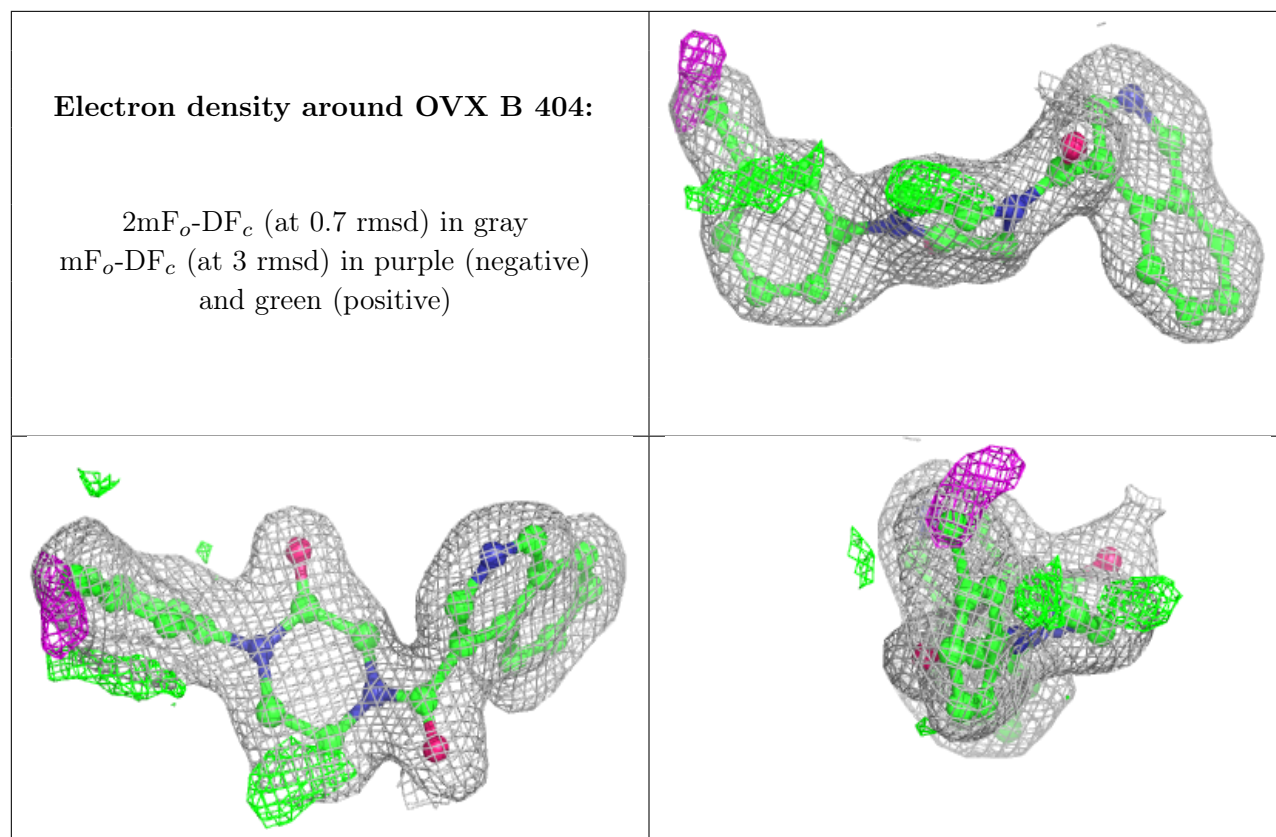 Electron density around OVX B 404:
2mFo-DFc (at 0.7 rmsd) in gray
mFo-DFc (at 3 rmsd) in purple (negative)
and green (positive)